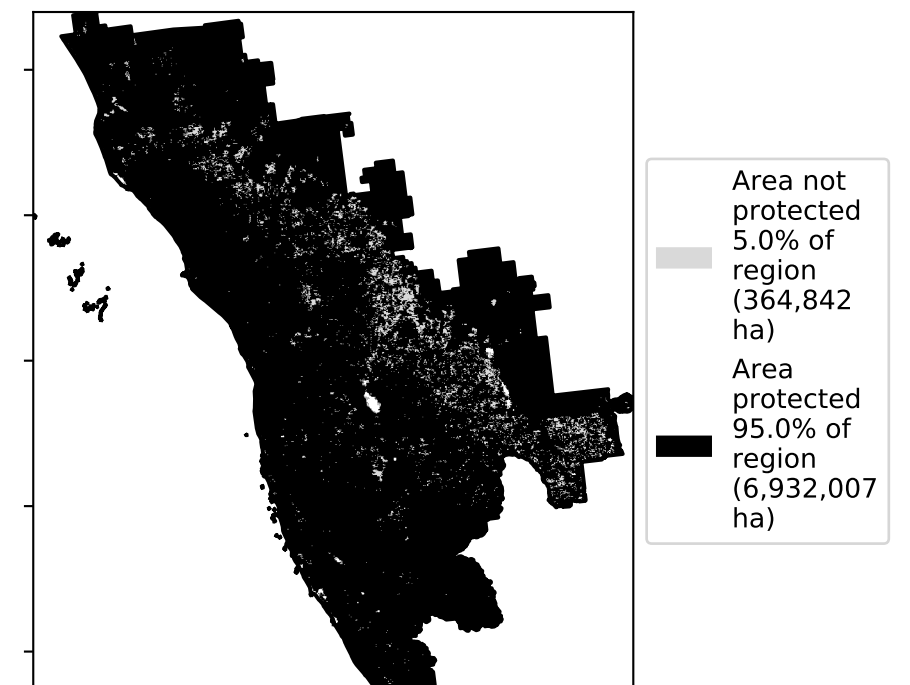 Area not
protected
5.0% of
region
(364,842
ha)
Area
protected
95.0% of
region
(6,932,007
ha)